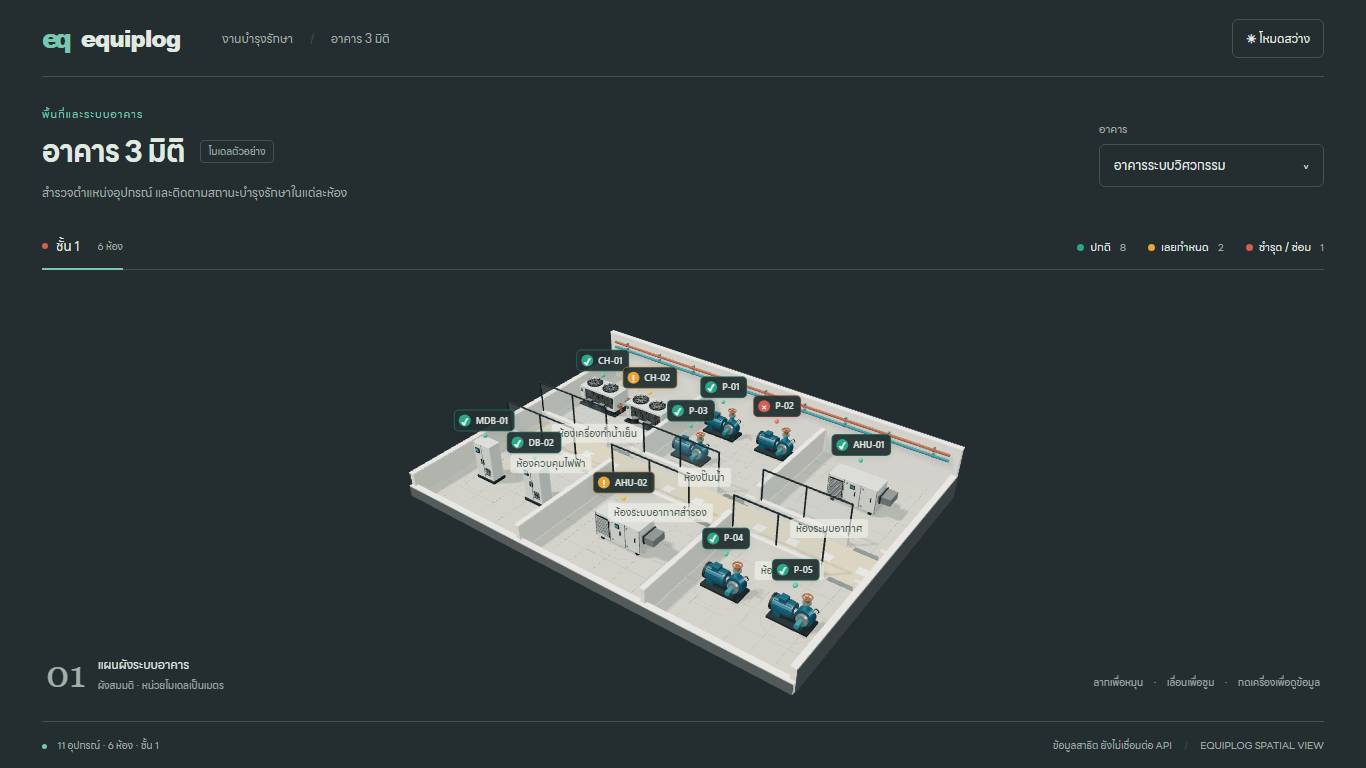 eq equiplog
งานบำรุงรักษา / อาคาร 3 มิติ
โหมดสว่าง
พื้นที่และระบบอาคาร
อาคาร 3 มิติ
โมเดลตัวอย่าง
สำรวจตำแหน่งอุปกรณ์ และติดตามสถานะบำรุงรักษาในแต่ละห้อง
อาคาร
อาคารระบบวิศวกรรม
ชั้น 1 6 ห้อง
ปกติ 8 เลยกำหนด 2 ชำรุด / ซ่อม 1
CH-01
CH-02
P-01
P-02
P-03
MDB-01
DB-02
ห้องเครื่องทำน้ำเย็น
AHU-01
ห้องควบคุมไฟฟ้า
ห้องปั๊มน้ำ
AHU-02
ห้องระบบอากาศสำรอง
ห้องระบบอากาศ
P-04
P-05
01
แผนผังระบบอาคาร
ผังสมมติ · หน่วยโมเดลเป็นเมตร
ลากเพื่อหมุน · เลื่อนเพื่อซูม · กดเครื่องเพื่อดูข้อมูล
11 อุปกรณ์ · 6 ห้อง · ชั้น 1
ข้อมูลสาธิต ยังไม่เชื่อมต่อ API / EQUIPLOG SPATIAL VIEW